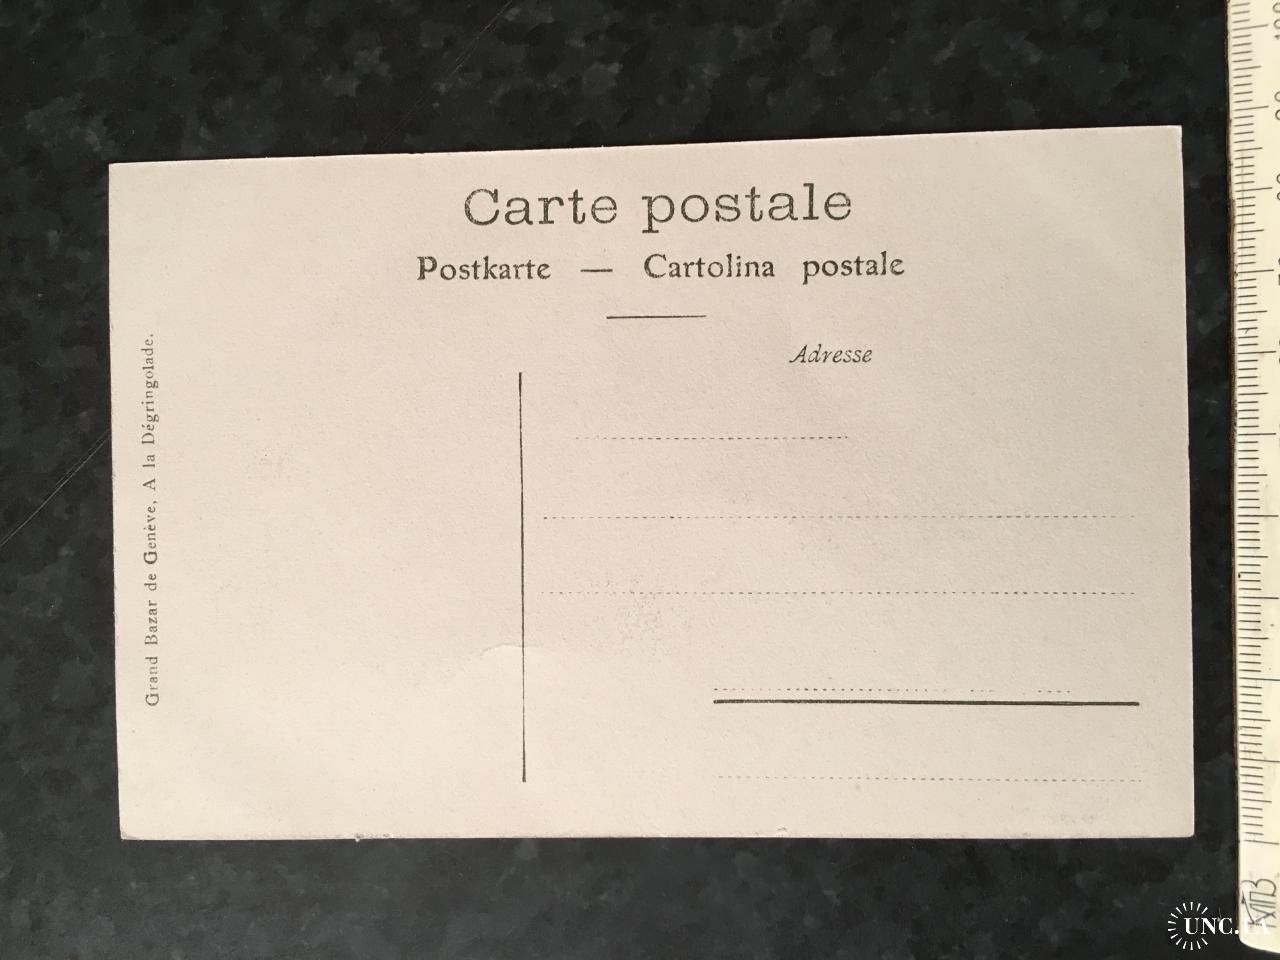 Carte postale
Postkarte — Cartolina postale
Adresse
Grand Bazar de Genève, A la Dégringolade.
UNC.UA